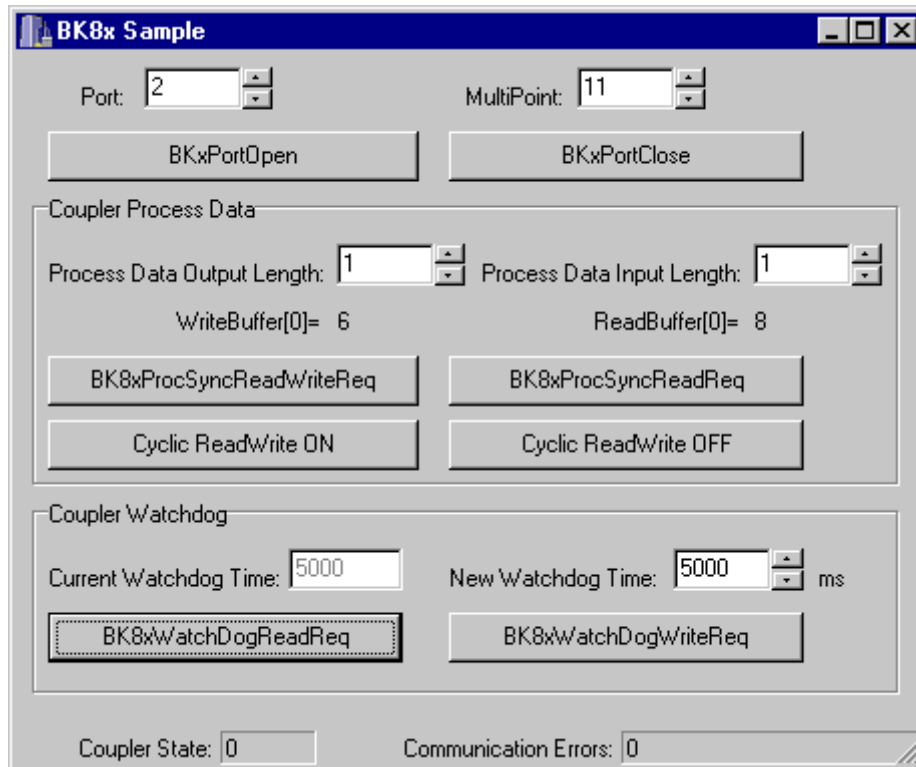 BK8x Sample
Port: 2 MultiPoint: 11
BKxPortOpen BKxPortClose
Coupler Process Data
Process Data Output Length: 1 Process Data Input Length: 1
WriteBuffer[0]= 6 ReadBuffer[0]= 8
BK8xProcSyncReadWriteReq BK8xProcSyncReadReq
Cyclic ReadWrite ON Cyclic ReadWrite OFF
Coupler Watchdog
Current Watchdog Time: 5000 New Watchdog Time: 5000 ms
BK8xWatchDogReadReq BK8xWatchDogWriteReq
Coupler State: 0 Communication Errors: 0